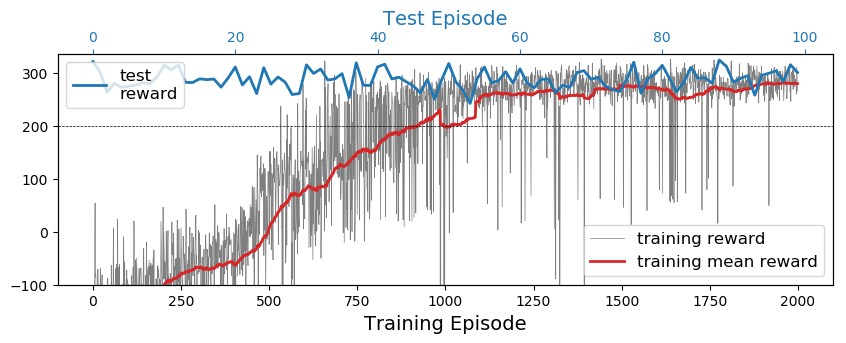 Test Episode
0 20 40 60 80 100
300
200
100
0
−100
test
reward
training reward
training mean reward
0 250 500 750 1000 1250 1500 1750 2000
Training Episode